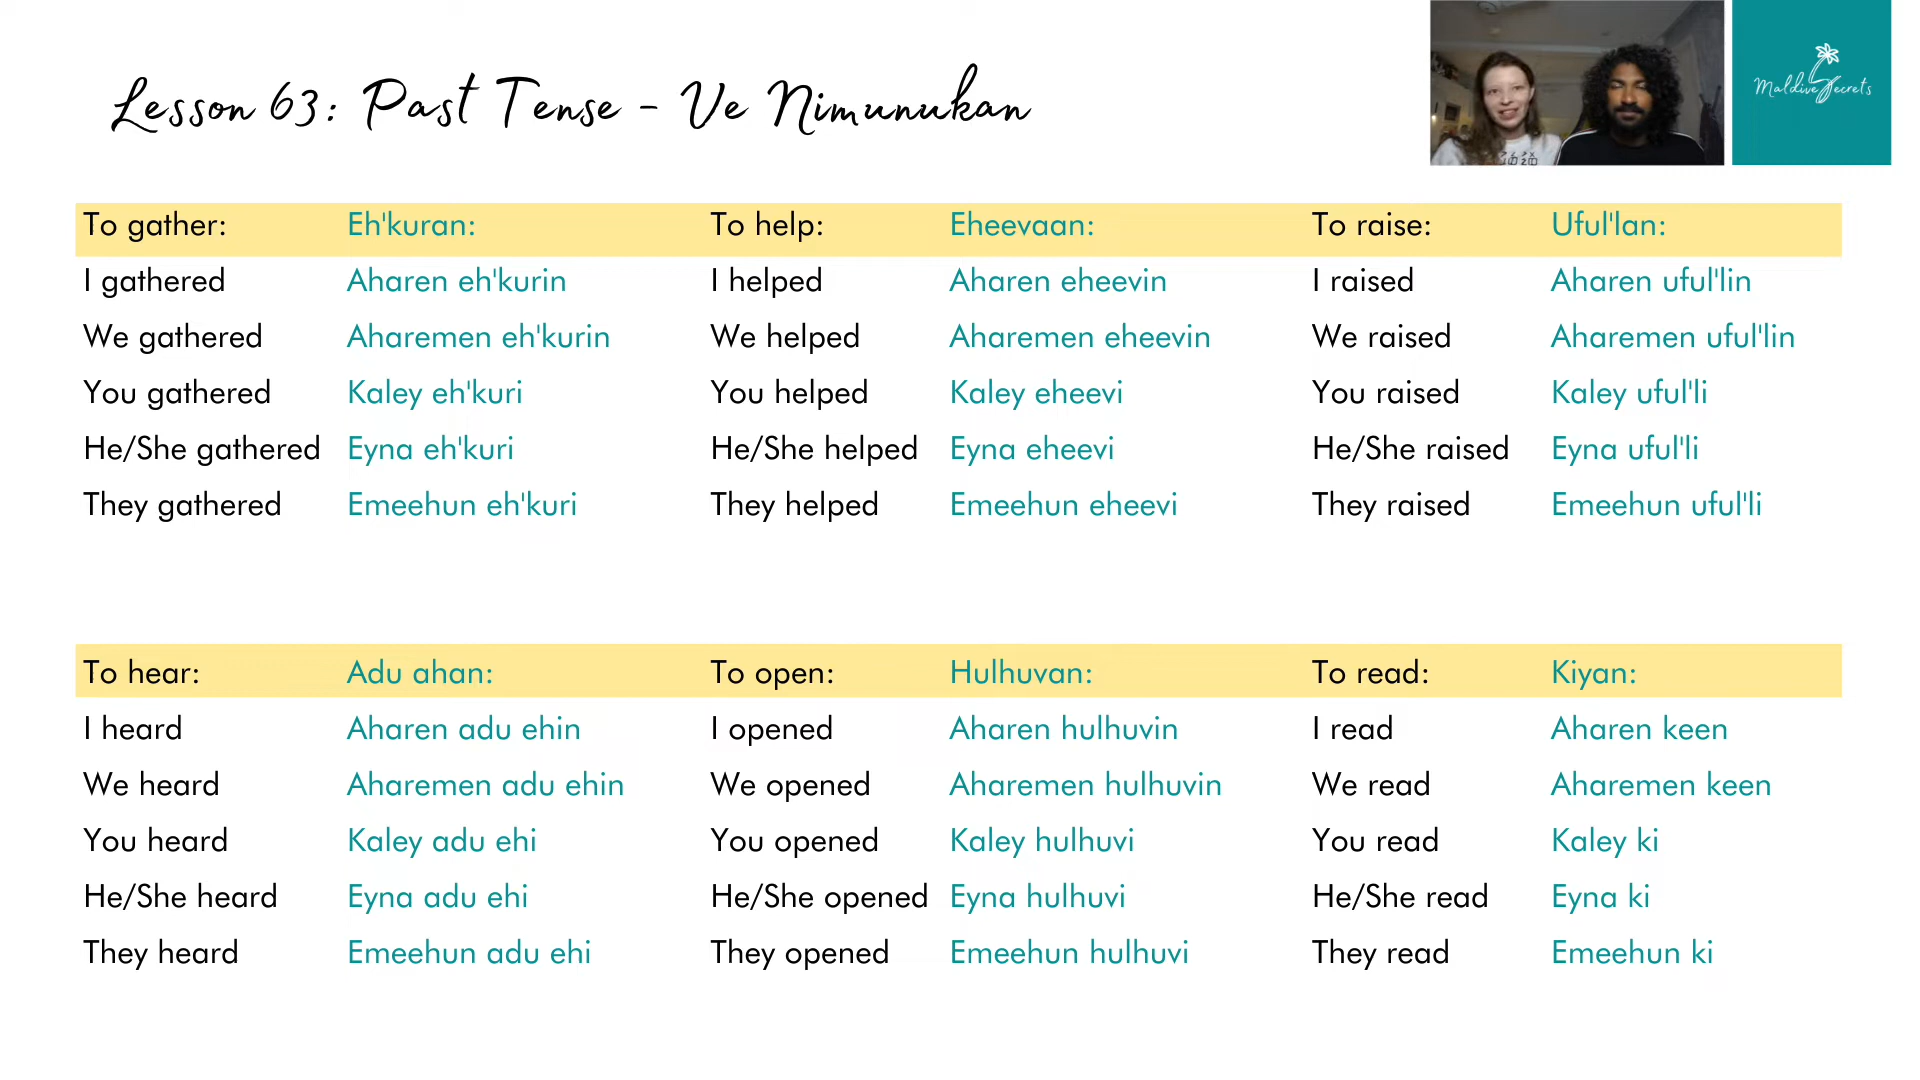 Lesson 63: Past Tense - Ve Nimunukan
Maldive Secrets
To gather: Eh'kuran: To help: Eheevaan: To raise: Uful'lan:
I gathered Aharen eh'kurin I helped Aharen eheevin I raised Aharen uful'lin
We gathered Aharemen eh'kurin We helped Aharemen eheevin We raised Aharemen uful'lin
You gathered Kaley eh'kuri You helped Kaley eheevi You raised Kaley uful'li
He/She gathered Eyna eh'kuri He/She helped Eyna eheevi He/She raised Eyna uful'li
They gathered Emeehun eh'kuri They helped Emeehun eheevi They raised Emeehun uful'li
To hear: Adu ahan: To open: Hulhuvan: To read: Kiyan:
I heard Aharen adu ehin I opened Aharen hulhuvin I read Aharen keen
We heard Aharemen adu ehin We opened Aharemen hulhuvin We read Aharemen keen
You heard Kaley adu ehi You opened Kaley hulhuvi You read Kaley ki
He/She heard Eyna adu ehi He/She opened Eyna hulhuvi He/She read Eyna ki
They heard Emeehun adu ehi They opened Emeehun hulhuvi They read Emeehun ki